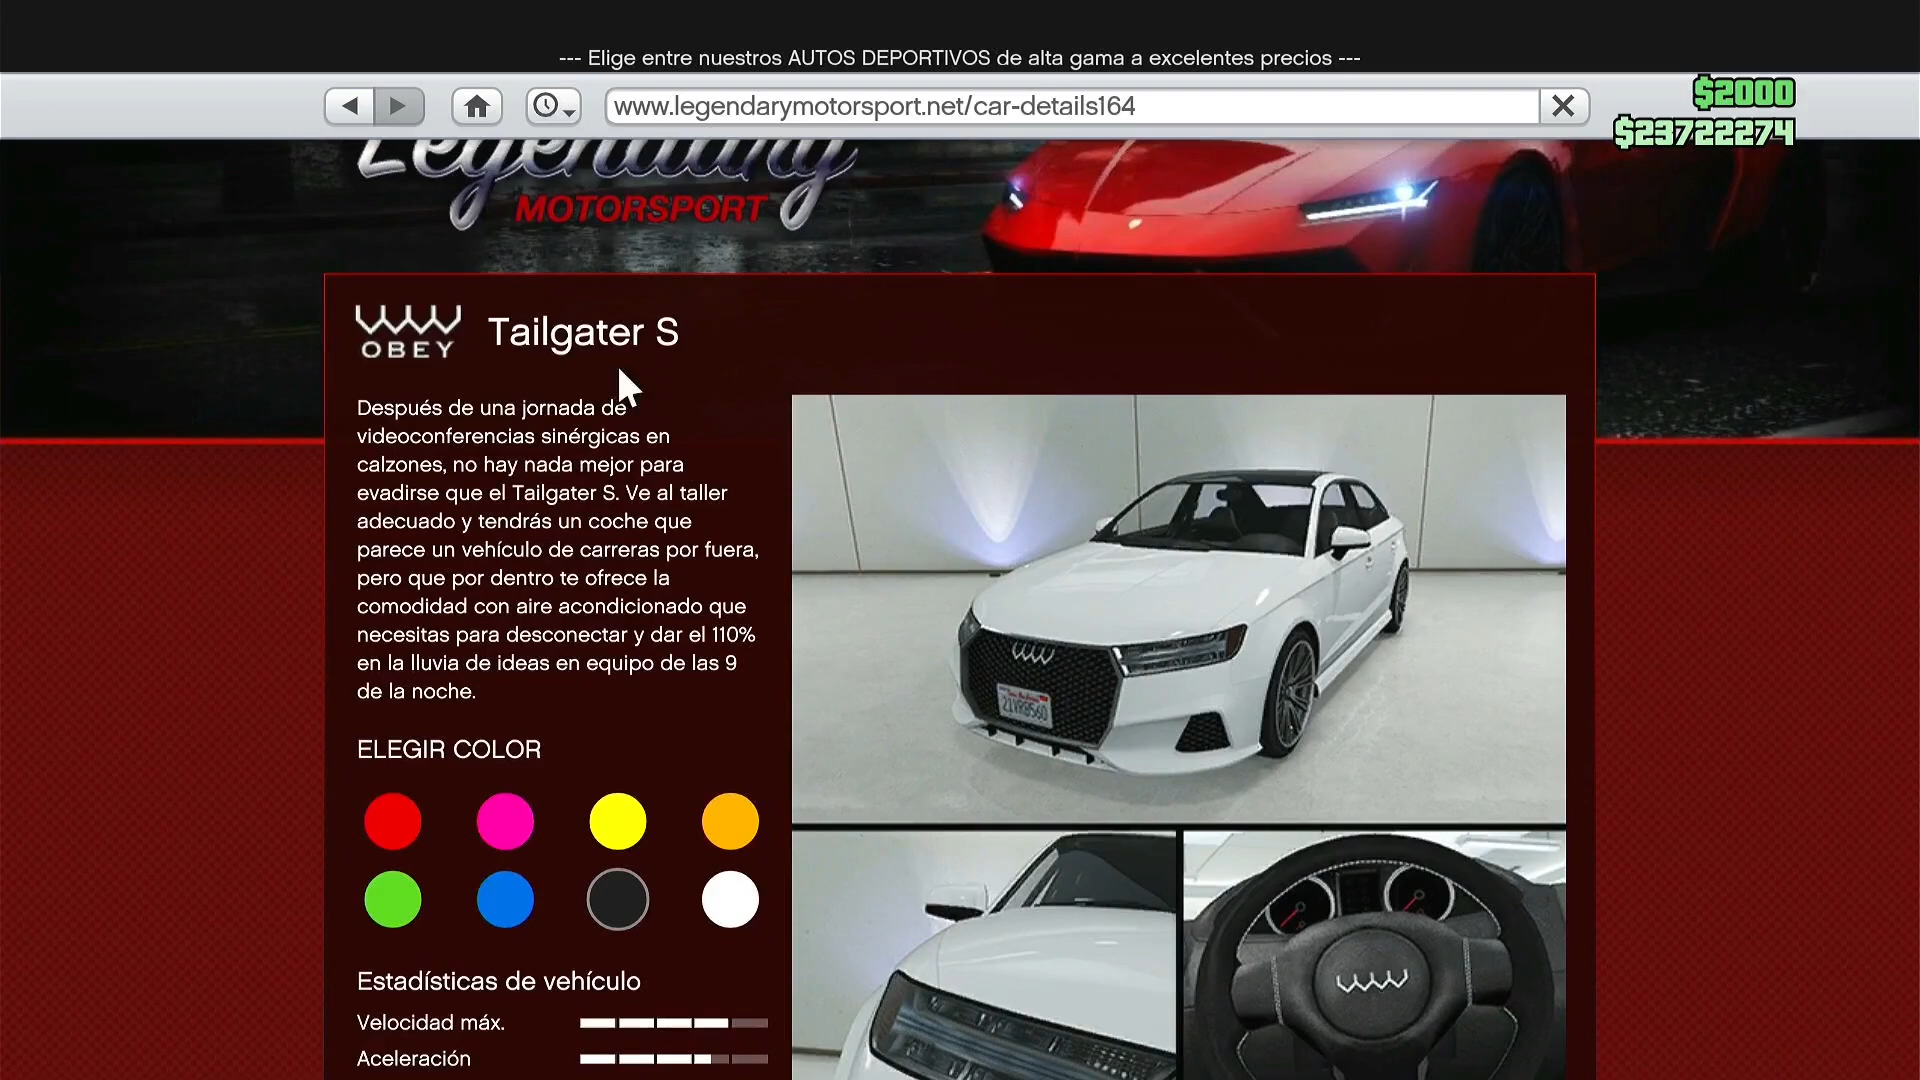 --- Elige entre nuestros AUTOS DEPORTIVOS de alta gama a excelentes precios ---
www.legendarymotorsport.net/car-details164
$2000
$23722274
Legendary
MOTORSPORT
OBEY
Tailgater S
Después de una jornada de
videoconferencias sinérgicas en
calzones, no hay nada mejor para
evadirse que el Tailgater S. Ve al taller
adecuado y tendrás un coche que
parece un vehículo de carreras por fuera,
pero que por dentro te ofrece la
comodidad con aire acondicionado que
necesitas para desconectar y dar el 110%
en la lluvia de ideas en equipo de las 9
de la noche.
ELEGIR COLOR
Estadísticas de vehículo
Velocidad máx.
Aceleración